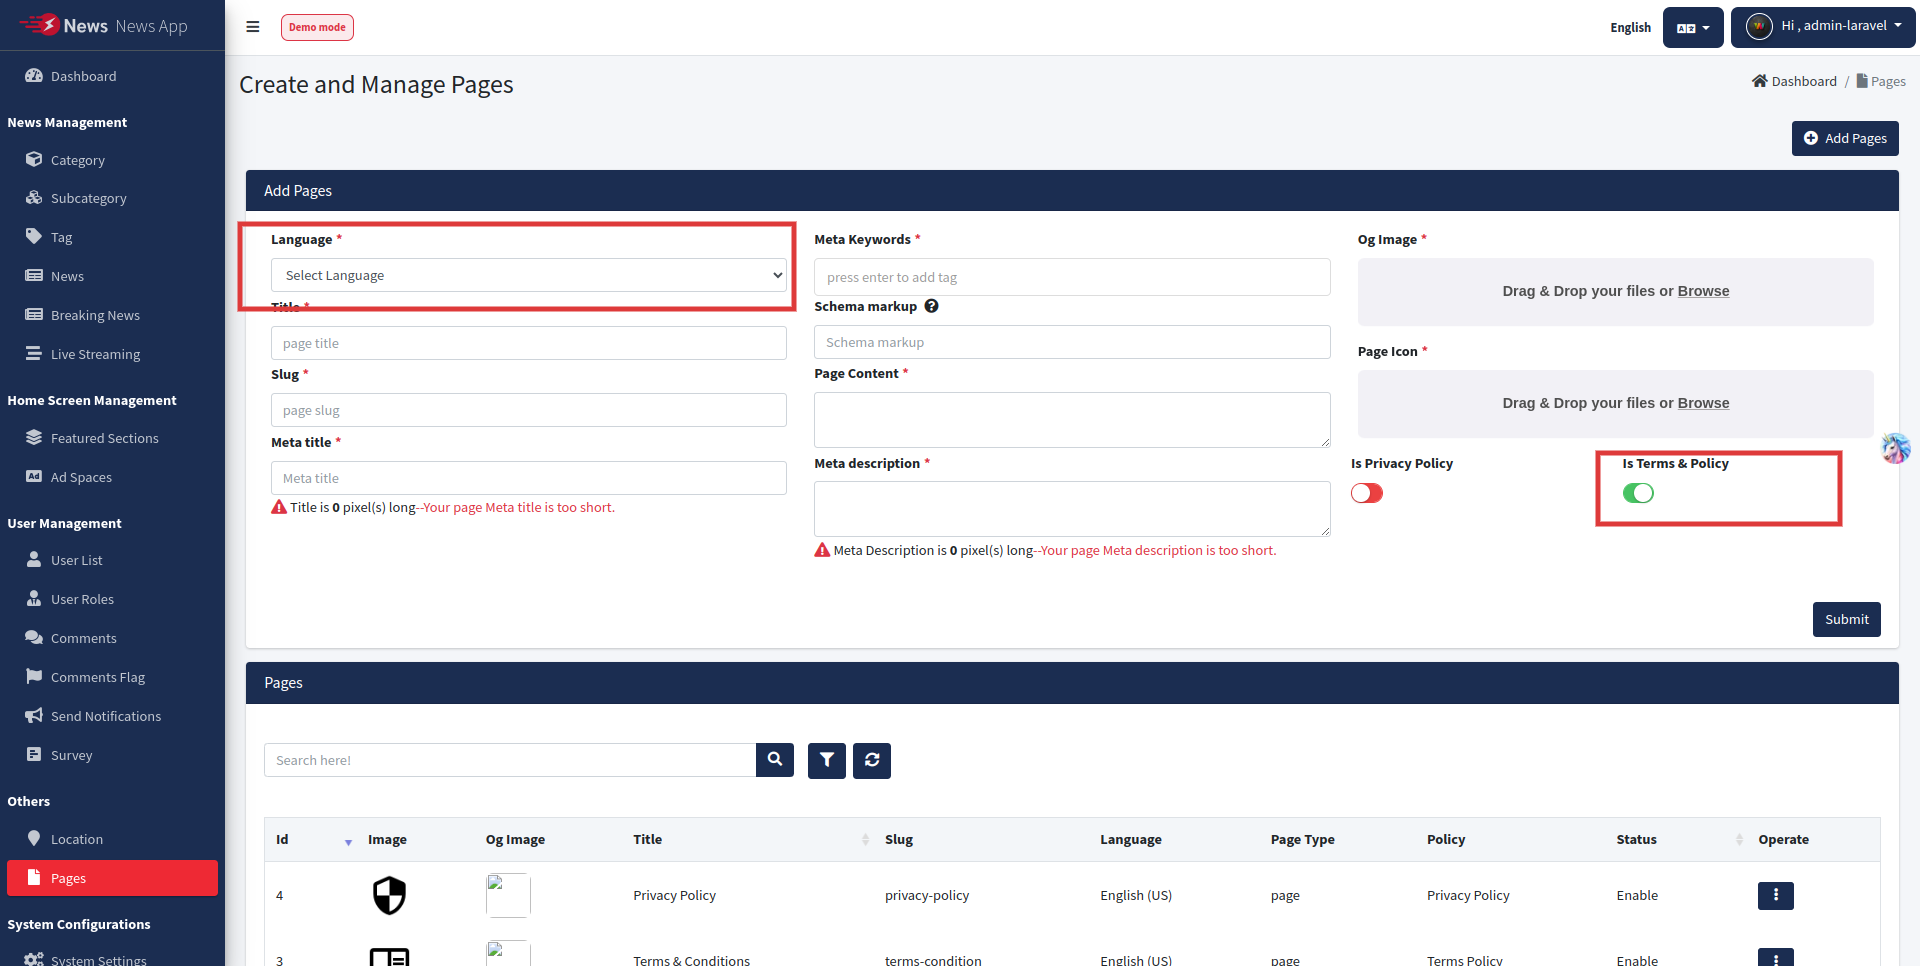 News News App
Demo mode
English
Hi , admin-laravel
Dashboard
News Management
Category
Subcategory
Tag
News
Breaking News
Live Streaming
Home Screen Management
Featured Sections
Ad Spaces
User Management
User List
User Roles
Comments
Comments Flag
Send Notifications
Survey
Others
Location
Pages
System Configurations
System Settings
Create and Manage Pages
Dashboard / Pages
Add Pages
Add Pages
Language *
Select Language
Title *
page title
Slug *
page slug
Meta title *
Meta title
Title is 0 pixel(s) long--Your page Meta title is too short.
Meta Keywords *
press enter to add tag
Schema markup
Schema markup
Page Content *
Meta description *
Meta Description is 0 pixel(s) long--Your page Meta description is too short.
Og Image *
Drag & Drop your files or Browse
Page Icon *
Drag & Drop your files or Browse
Is Privacy Policy
Is Terms & Policy
Submit
Pages
Search here!
Id Image Og Image Title Slug Language Page Type Policy Status Operate
4 Privacy Policy privacy-policy English (US) page Privacy Policy Enable
3 Terms & Conditions terms-condition English (US) page Terms Policy Enable